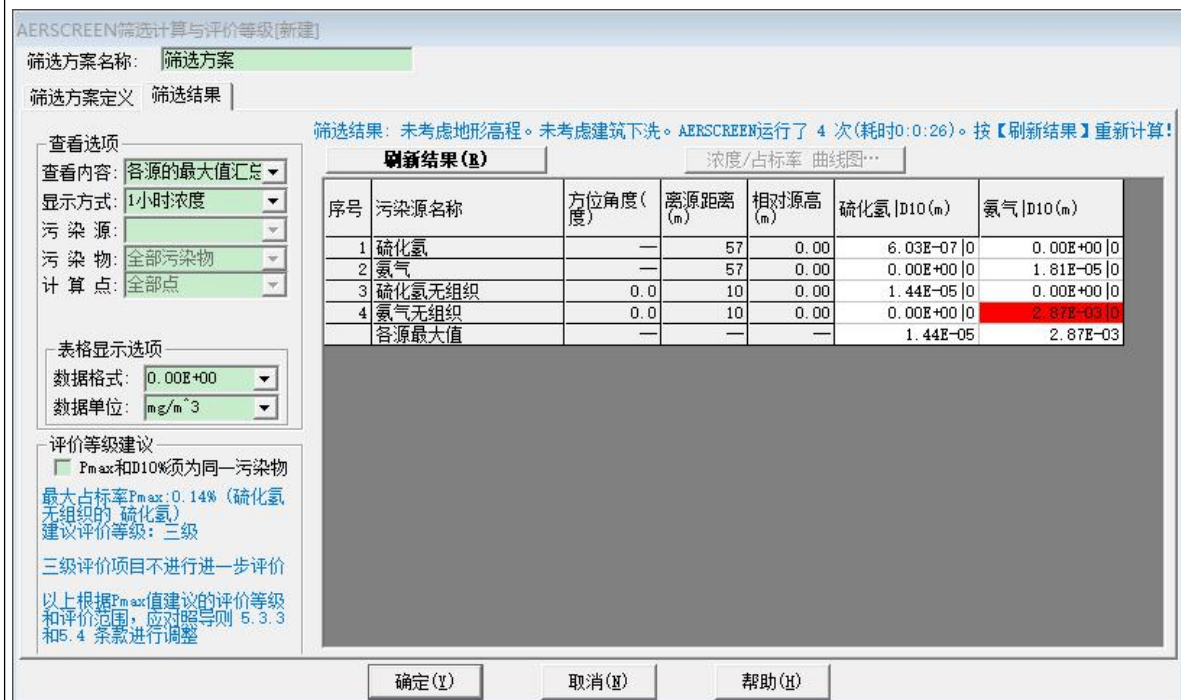 AERSCREEN筛选计算与评价等级[新建]
筛选方案名称: 筛选方案
筛选方案定义 筛选结果
筛选结果: 未考虑地形高程。未考虑建筑下洗。AERSCREEN运行了 4 次(耗时0:0:26)。按【刷新结果】重新计算!
查看选项
查看内容: 各源的最大值汇总
显示方式: 1小时浓度
污 染 源:
污 染 物: 全部污染物
计 算 点: 全部点
表格显示选项
数据格式: 0.00E+00
数据单位: mg/m^3
评价等级建议
Pmax和D10%须为同一污染物
最大占标率Pmax:0.14% (硫化氢
无组织的 硫化氢)
建议评价等级: 三级
三级评价项目不进行进一步评价
以上根据Pmax值建议的评价等级
和评价范围,应对照导则 5.3.3
和5.4 条款进行调整
刷新结果(R) 浓度/占标率 曲线图…
序号 污染源名称 方位角度(度) 离源距离(m) 相对源高(m) 硫化氢|D10(m) 氨气|D10(m)
1 硫化氢 — 57 0.00 6.03E-07|0 0.00E+00|0
2 氨气 — 57 0.00 0.00E+00|0 1.81E-05|0
3 硫化氢无组织 0.0 10 0.00 1.44E-05|0 0.00E+00|0
4 氨气无组织 0.0 10 0.00 0.00E+00|0 2.87E-03|0
各源最大值 — — — 1.44E-05 2.87E-03
确定(Y) 取消(N) 帮助(H)